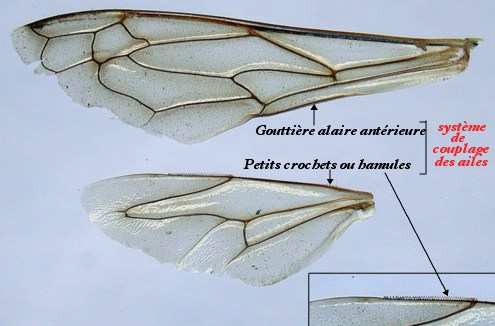 Gouttière alaire antérieure
système
de
couplage
des ailes
Petits crochets ou hamules